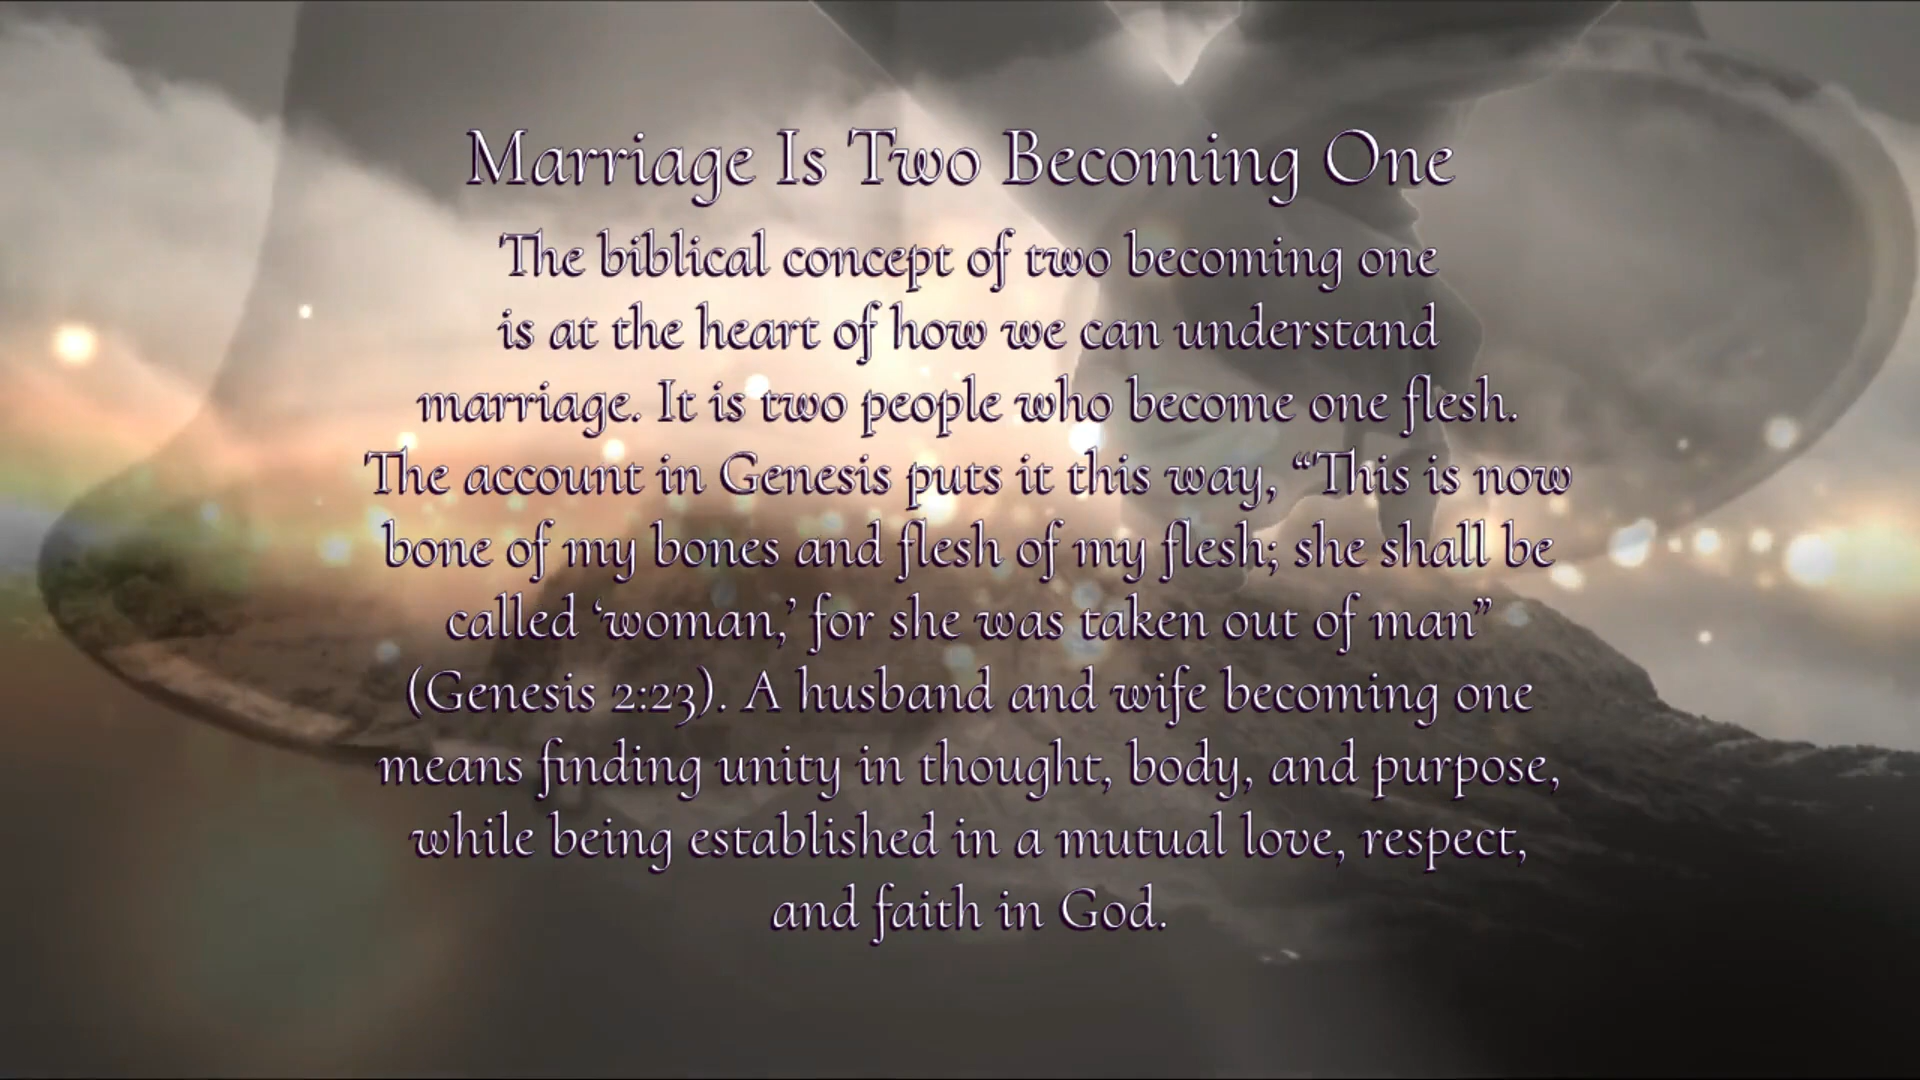 Marriage Is Two Becoming One
The biblical concept of two becoming one
is at the heart of how we can understand
marriage. It is two people who become one flesh.
The account in Genesis puts it this way, “This is now
bone of my bones and flesh of my flesh; she shall be
called ‘woman,’ for she was taken out of man”
(Genesis 2:23). A husband and wife becoming one
means finding unity in thought, body, and purpose,
while being established in a mutual love, respect,
and faith in God.